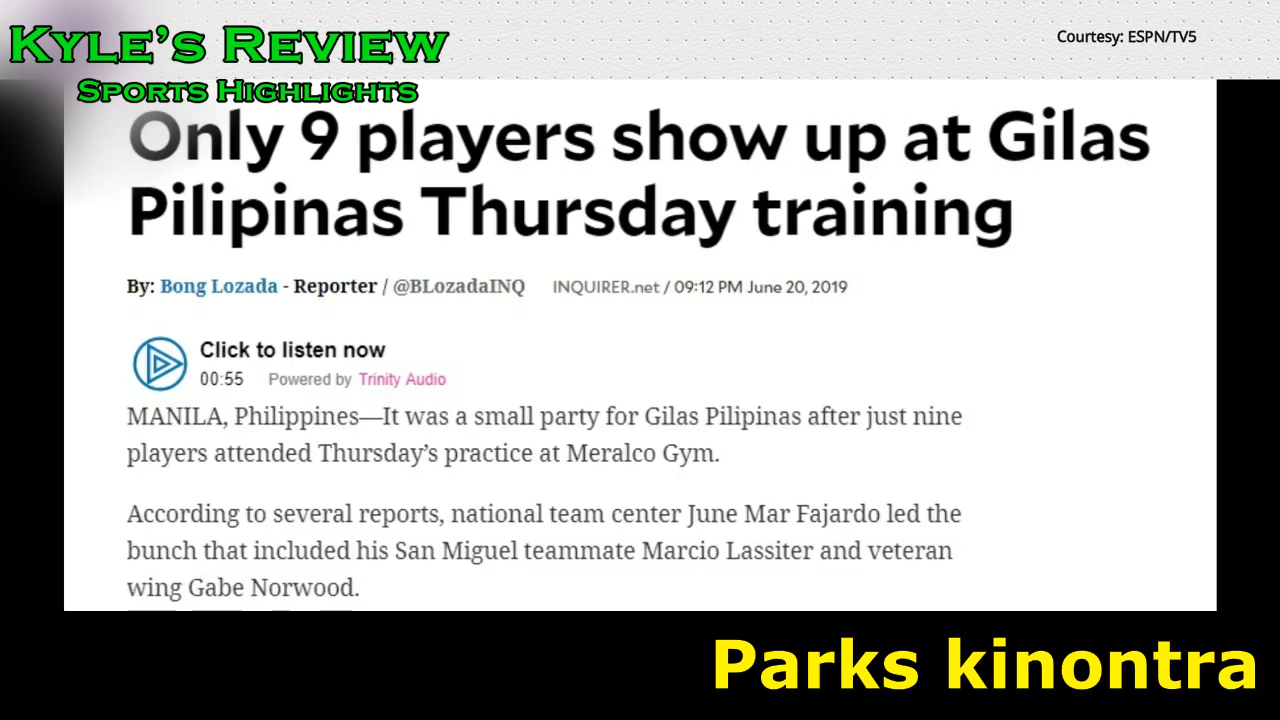 Kyle's Review
Sports Highlights
Courtesy: ESPN/TV5
Only 9 players show up at Gilas
Pilipinas Thursday training
By: Bong Lozada - Reporter / @BLozadaINQ INQUIRER.net / 09:12 PM June 20, 2019
Click to listen now
00:55 Powered by Trinity Audio
MANILA, Philippines—It was a small party for Gilas Pilipinas after just nine
players attended Thursday’s practice at Meralco Gym.
According to several reports, national team center June Mar Fajardo led the
bunch that included his San Miguel teammate Marcio Lassiter and veteran
wing Gabe Norwood.
Parks kinontra